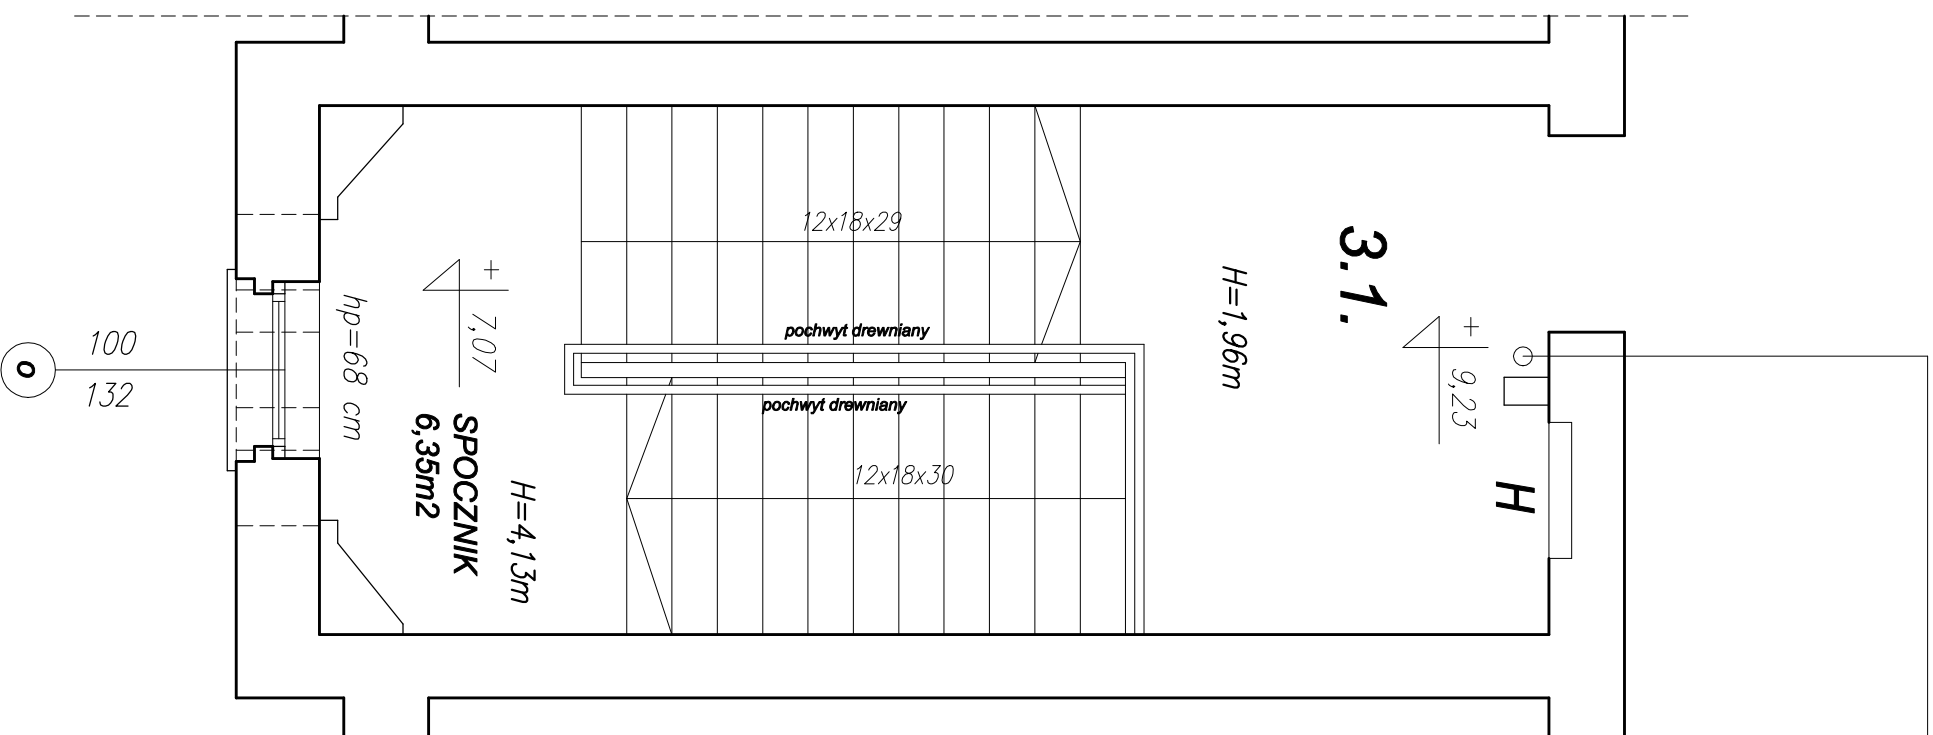 12x18x29
pochwyt drewniany
pochwyt drewniany
12x18x30
3.1.
H=1,96m
+
9,23
H
+
7,07
hp=68 cm
SPOCZNIK
6,35m2
H=4,13m
100
132
o